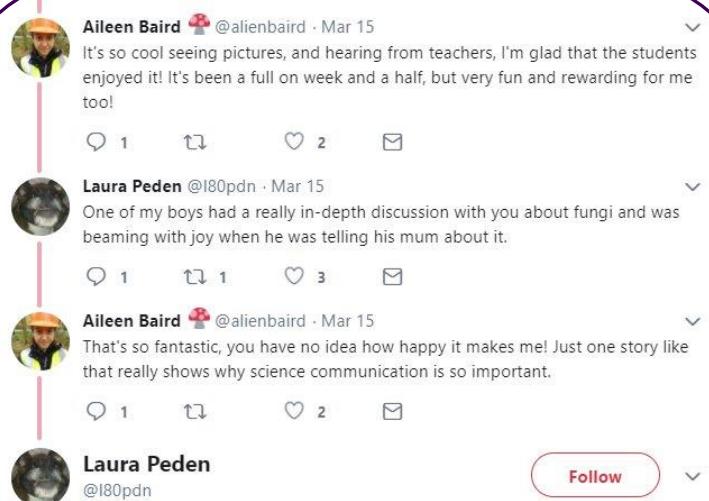 Aileen Baird 🍄 @alienbaird · Mar 15
It's so cool seeing pictures, and hearing from teachers, I'm glad that the students
enjoyed it! It's been a full on week and a half, but very fun and rewarding for me
too!
1 2
Laura Peden @l80pdn · Mar 15
One of my boys had a really in-depth discussion with you about fungi and was
beaming with joy when he was telling his mum about it.
1 1 3
Aileen Baird 🍄 @alienbaird · Mar 15
That's so fantastic, you have no idea how happy it makes me! Just one story like
that really shows why science communication is so important.
1 2
Laura Peden
@l80pdn
Follow